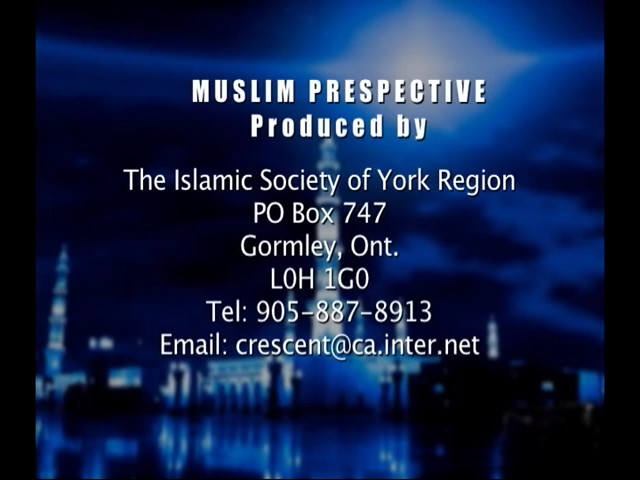 MUSLIM PRESPECTIVE
Produced by
The Islamic Society of York Region
PO Box 747
Gormley, Ont.
L0H 1G0
Tel: 905-887-8913
Email: crescent@ca.inter.net